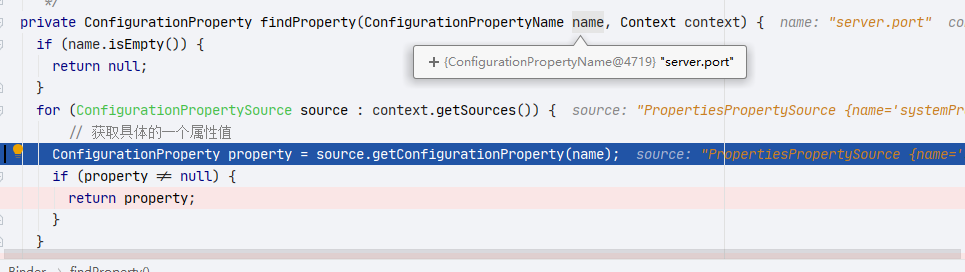 */
private ConfigurationProperty findProperty(ConfigurationPropertyName name, Context context) { name: "server.port" co
if (name.isEmpty()) {
return null;
+ {ConfigurationPropertyName@4719} "server.port"
}
for (ConfigurationPropertySource source : context.getSources()) { source: "PropertiesPropertySource {name='systemPr
// 获取具体的一个属性值
ConfigurationProperty property = source.getConfigurationProperty(name); source: "PropertiesPropertySource {name='
if (property ≠ null) {
return property;
}
}
Binder > findProperty()